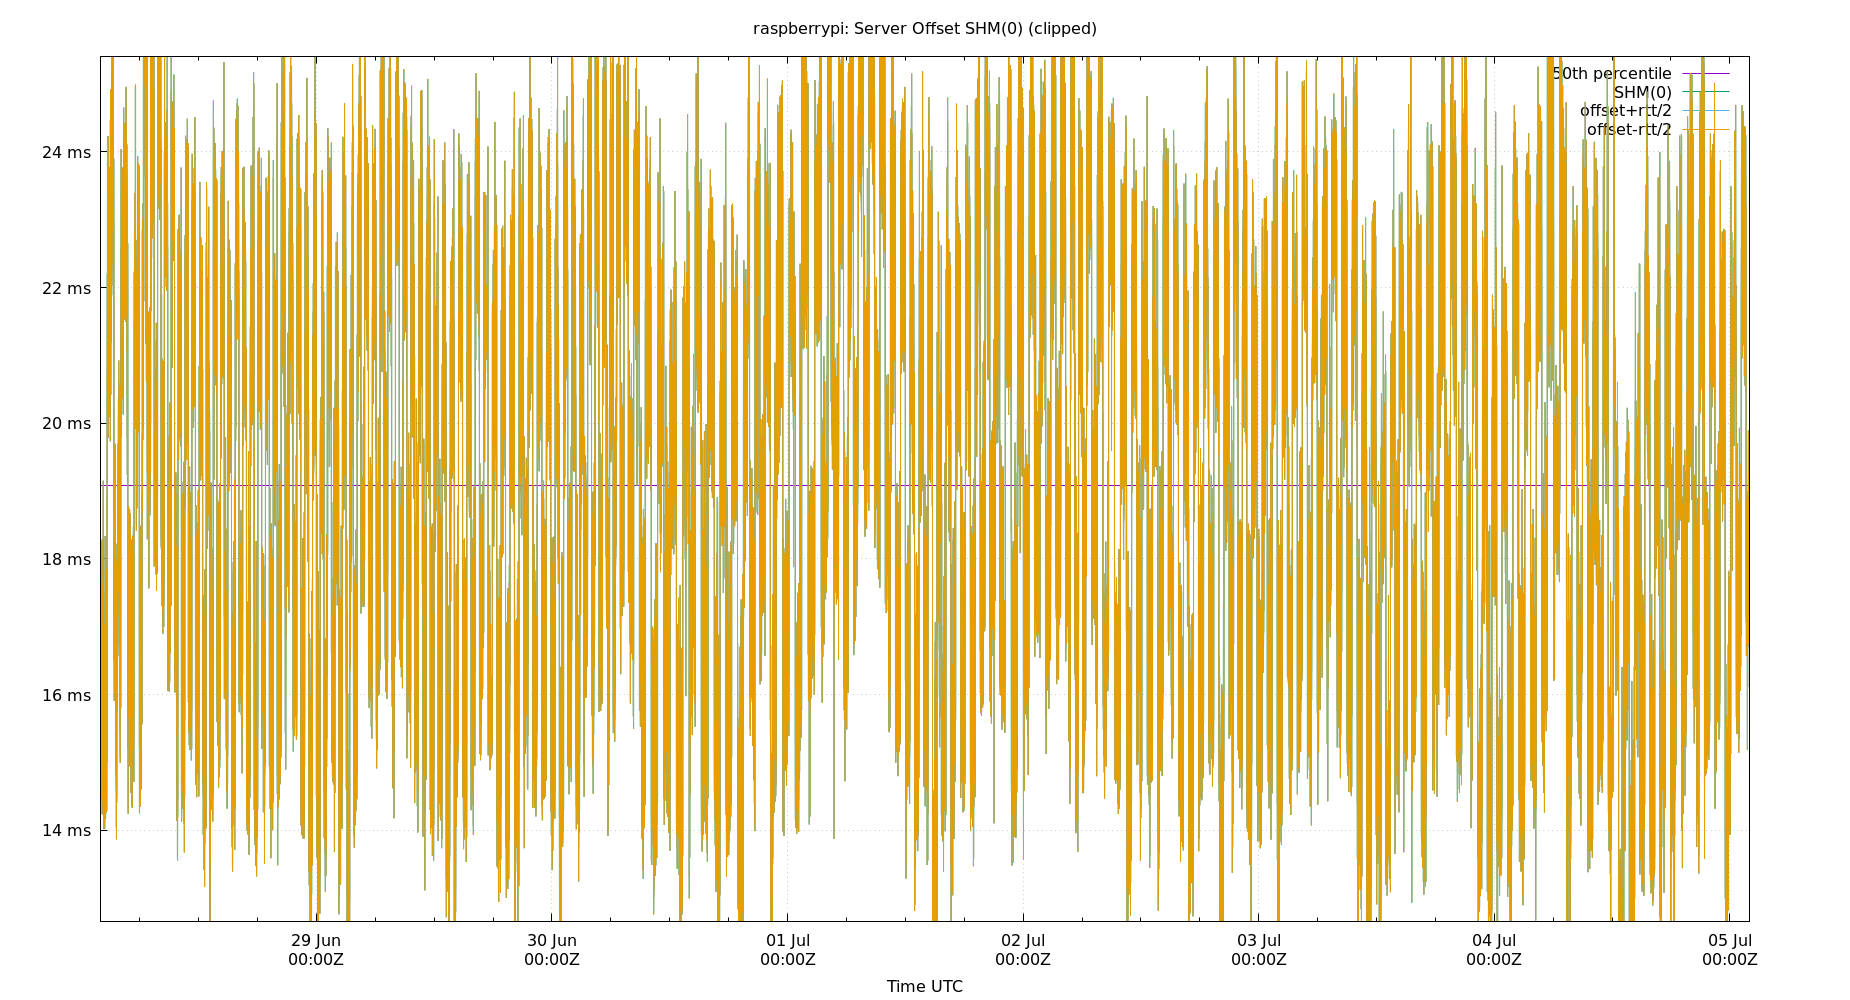 raspberrypi: Server Offset SHM(0) (clipped)
50th percentile
SHM(0)
offset+rtt/2
offset-rtt/2
24 ms
22 ms
20 ms
18 ms
16 ms
14 ms
29 Jun 30 Jun 01 Jul 02 Jul 03 Jul 04 Jul 05 Jul
00:00Z 00:00Z 00:00Z 00:00Z 00:00Z 00:00Z 00:00Z
Time UTC